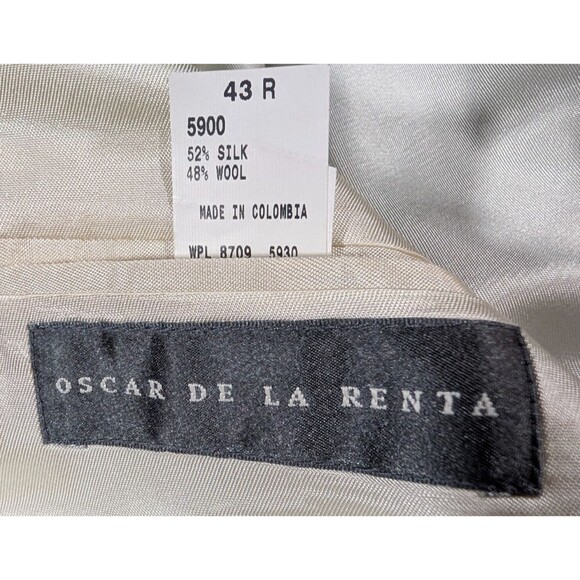 43 R
5900
52% SILK
48% WOOL
MADE IN COLOMBIA
WPL 8709 5930
OSCAR DE LA RENTA